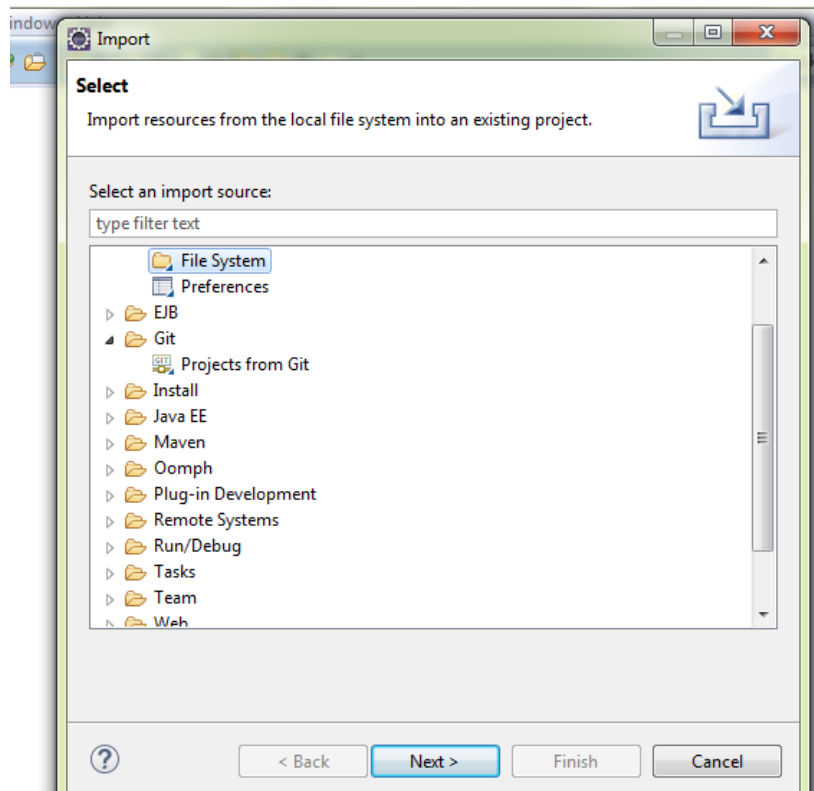 Import
Select
Import resources from the local file system into an existing project.
Select an import source:
type filter text
File System
Preferences
EJB
Git
GIT
Projects from Git
Install
Java EE
Maven
Oomph
Plug-in Development
Remote Systems
Run/Debug
Tasks
Team
Web
?
< Back
Next >
Finish
Cancel